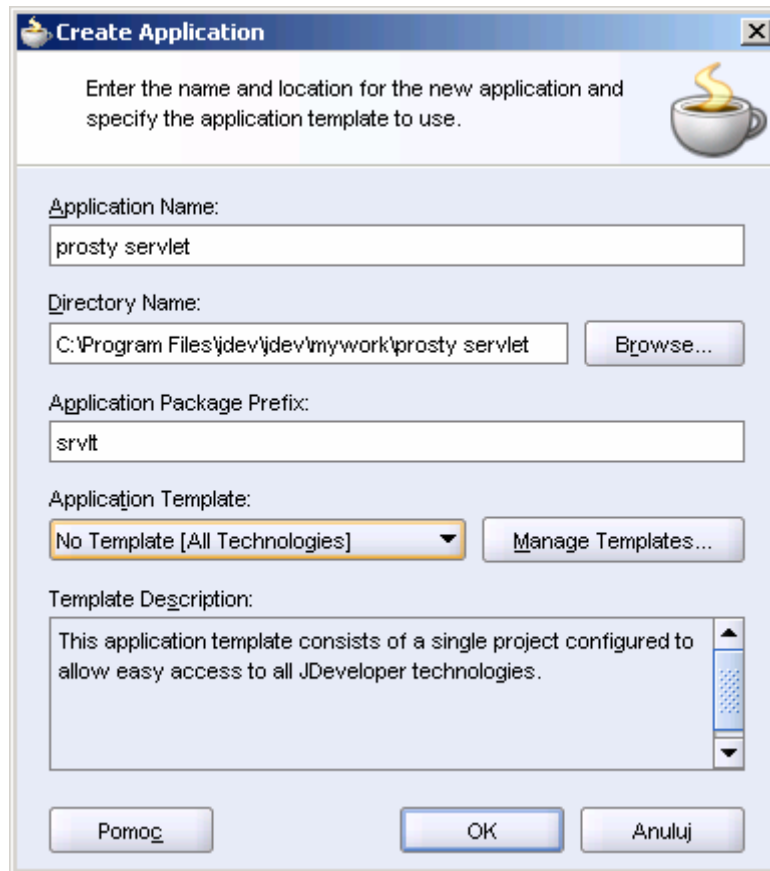 Create Application
Enter the name and location for the new application and
specify the application template to use.
Application Name:
prosty servlet
Directory Name:
C:\Program Files\jdev\jdev\mywork\prosty servlet
Browse...
Application Package Prefix:
srvlt
Application Template:
No Template [All Technologies]
Manage Templates...
Template Description:
This application template consists of a single project configured to
allow easy access to all JDeveloper technologies.
Pomoc
OK
Anuluj